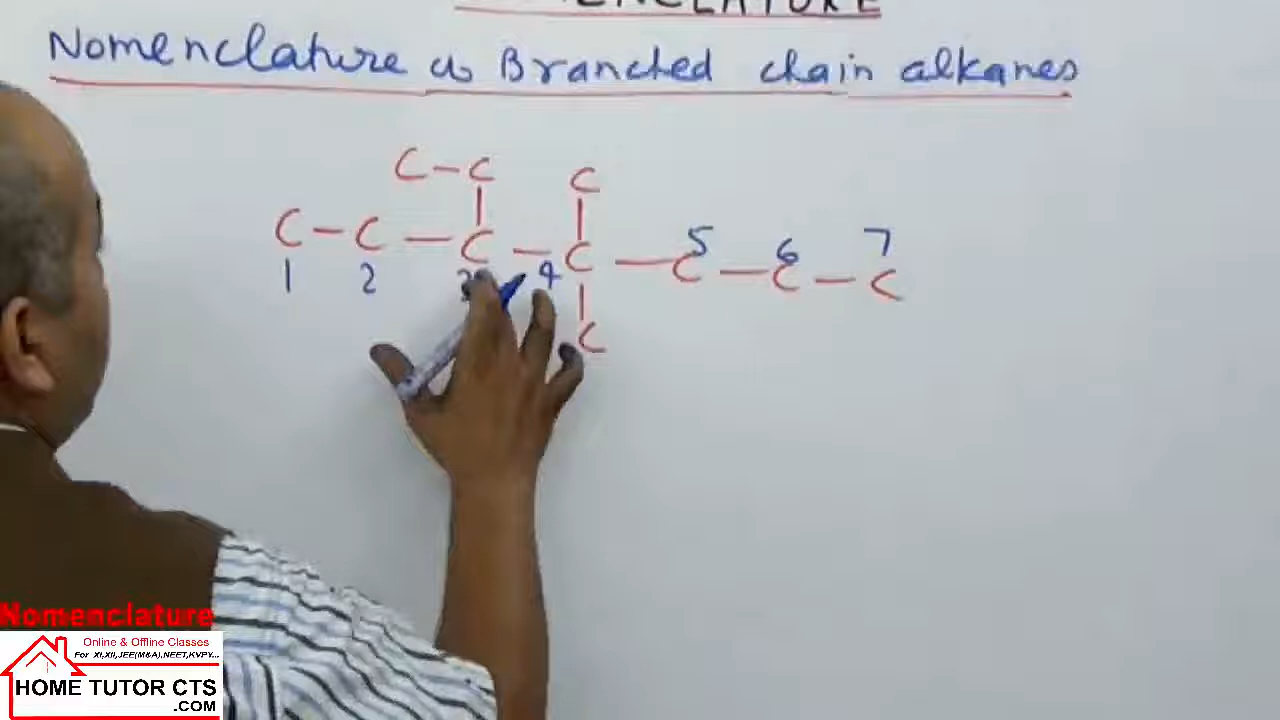 NOMENCLATURE
Nomenclature of Branched chain alkanes
C-C C
C-C-C-C-C-C-C
1 2 3 4 5 6 7
C
Nomenclature
Online & Offline Classes
For XI,XII,JEE(M&A),NEET,KVPY...
HOME TUTOR CTS
.COM